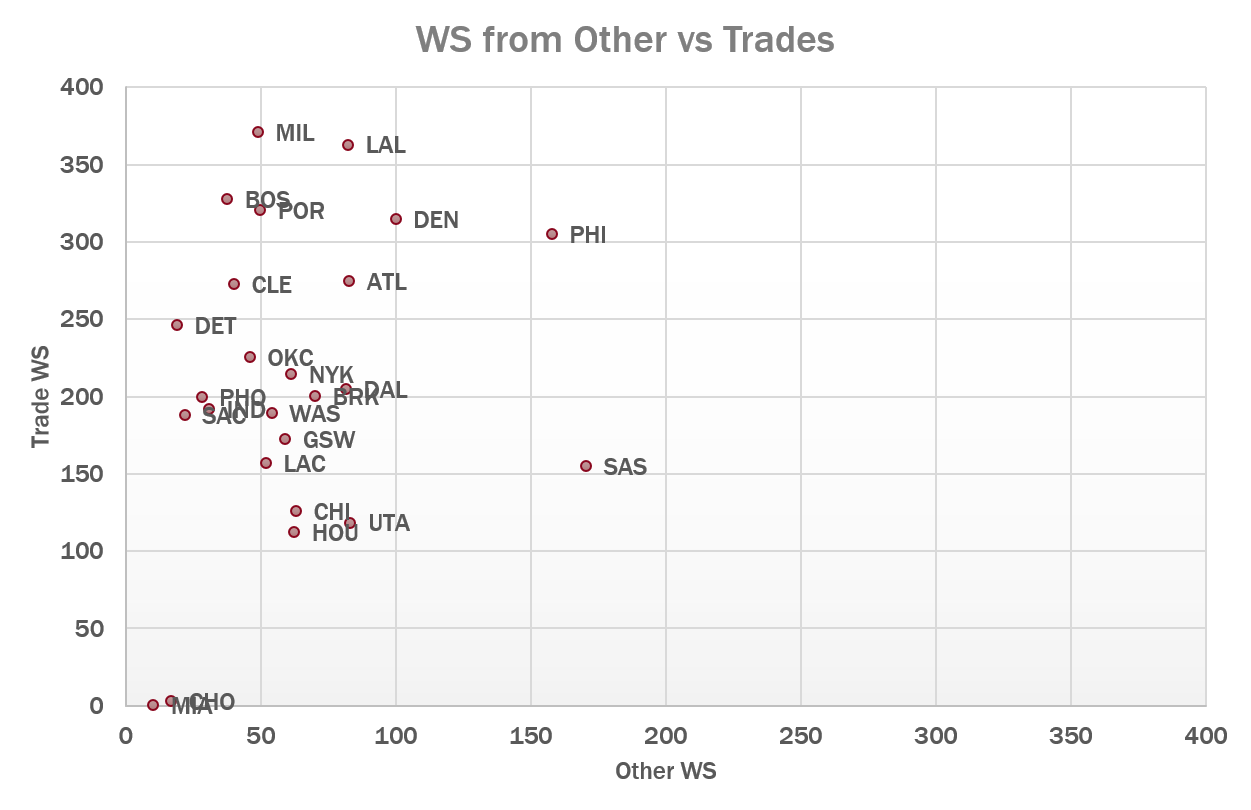 WS from Other vs Trades
400
350
300
250
200
150
100
50
0
Trade WS
MIL
LAL
BOS
POR
DEN
PHI
CLE
ATL
DET
OKC
NYK
DAL
BRK
PHO
IND
SAC
WAS
GSW
LAC
SAS
CHI
UTA
HOU
CHO
MIA
0 50 100 150 200 250 300 350 400
Other WS